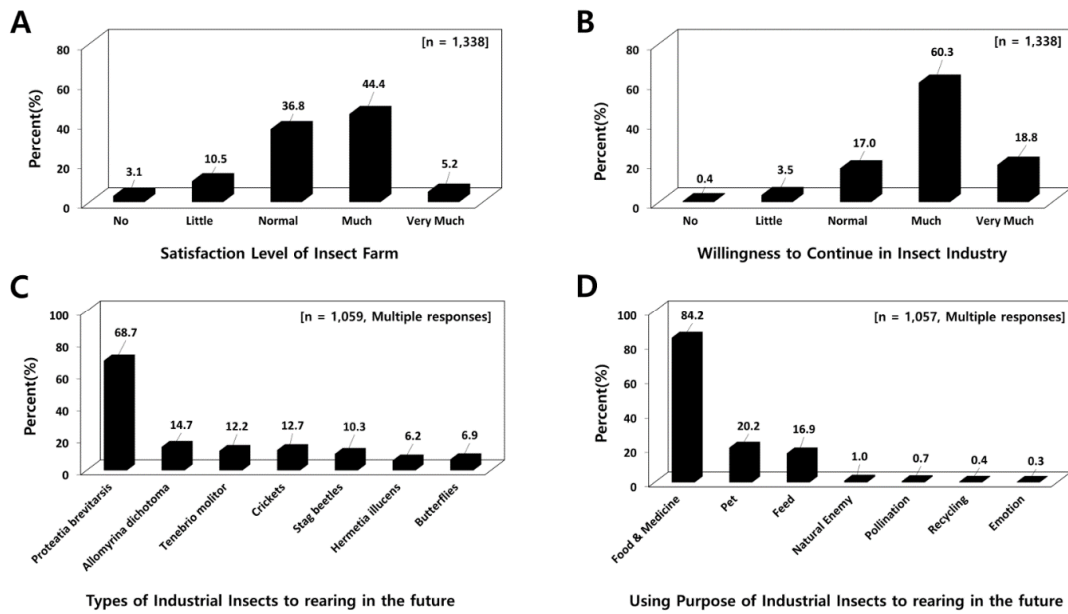 A
[n = 1,338]
Percent(%)
80
60
40
20
0
3.1
10.5
36.8
44.4
5.2
No
Little
Normal
Much
Very Much
Satisfaction Level of Insect Farm
B
[n = 1,338]
Percent(%)
80
60
40
20
0
0.4
3.5
17.0
60.3
18.8
No
Little
Normal
Much
Very Much
Willingness to Continue in Insect Industry
C
[n = 1,059, Multiple responses]
Percent(%)
100
80
60
40
20
0
68.7
14.7
12.2
12.7
10.3
6.2
6.9
Proteatia brevitarsis
Allomyrina dichotoma
Tenebrio molitor
Crickets
Stag beetles
Hermetia illucens
Butterflies
Types of Industrial Insects to rearing in the future
D
[n = 1,057, Multiple responses]
Percent(%)
100
80
60
40
20
0
84.2
20.2
16.9
1.0
0.7
0.4
0.3
Food & Medicine
Pet
Feed
Natural Enemy
Pollination
Recycling
Emotion
Using Purpose of Industrial Insects to rearing in the future